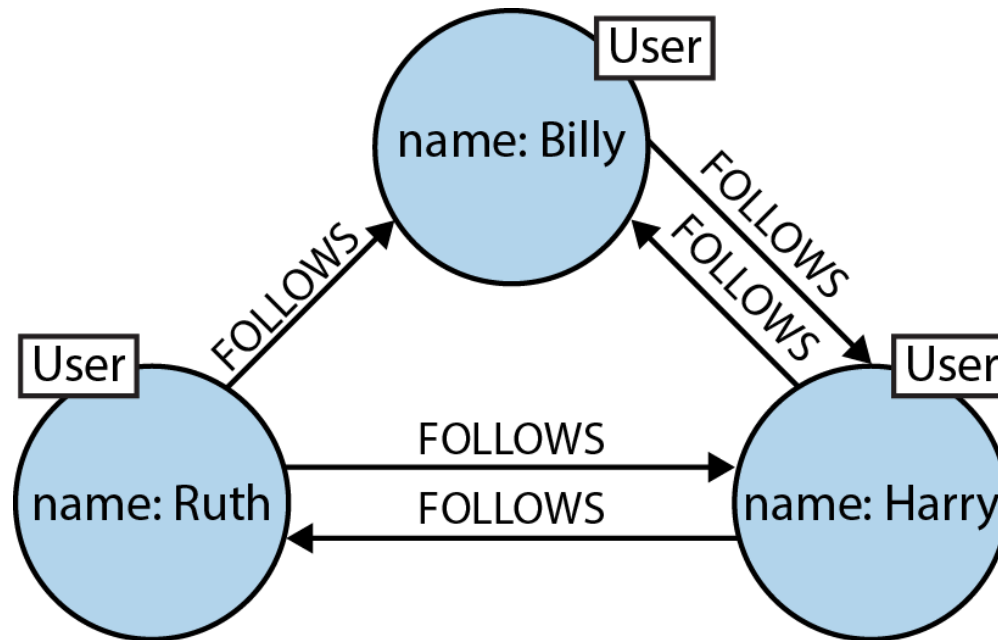 User
name: Billy
FOLLOWS
FOLLOWS
FOLLOWS
User
User
FOLLOWS
name: Ruth
FOLLOWS
name: Harry